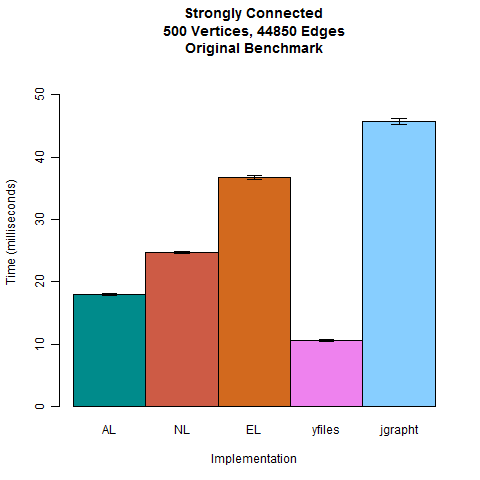 Strongly Connected
500 Vertices, 44850 Edges
Original Benchmark
50
40
30
20
10
0
Time (milliseconds)
AL NL EL yfiles jgrapht
Implementation